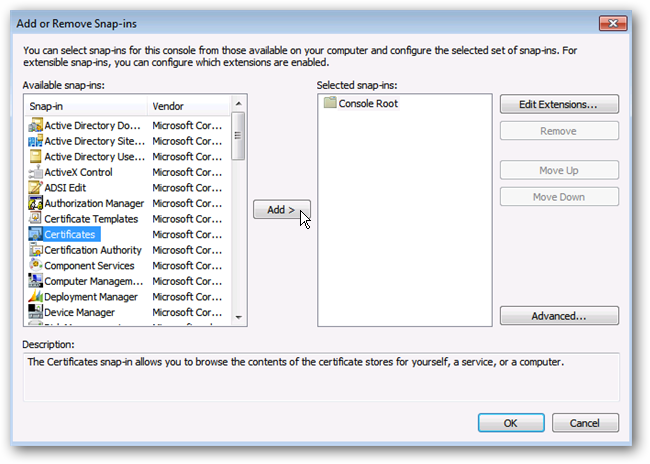 Add or Remove Snap-ins
You can select snap-ins for this console from those available on your computer and configure the selected set of snap-ins. For
extensible snap-ins, you can configure which extensions are enabled.
Available snap-ins:
Snap-in Vendor
Active Directory Do... Microsoft Cor...
Active Directory Site... Microsoft Cor...
Active Directory Use... Microsoft Cor...
ActiveX Control Microsoft Cor...
ADSI Edit Microsoft Cor...
Authorization Manager Microsoft Cor...
Certificate Templates Microsoft Cor...
Certificates Microsoft Cor...
Certification Authority Microsoft Cor...
Component Services Microsoft Cor...
Computer Managem... Microsoft Cor...
Deployment Manager Microsoft Cor...
Device Manager Microsoft Cor...
Add >
Selected snap-ins:
Console Root
Edit Extensions...
Remove
Move Up
Move Down
Advanced...
Description:
The Certificates snap-in allows you to browse the contents of the certificate stores for yourself, a service, or a computer.
OK
Cancel